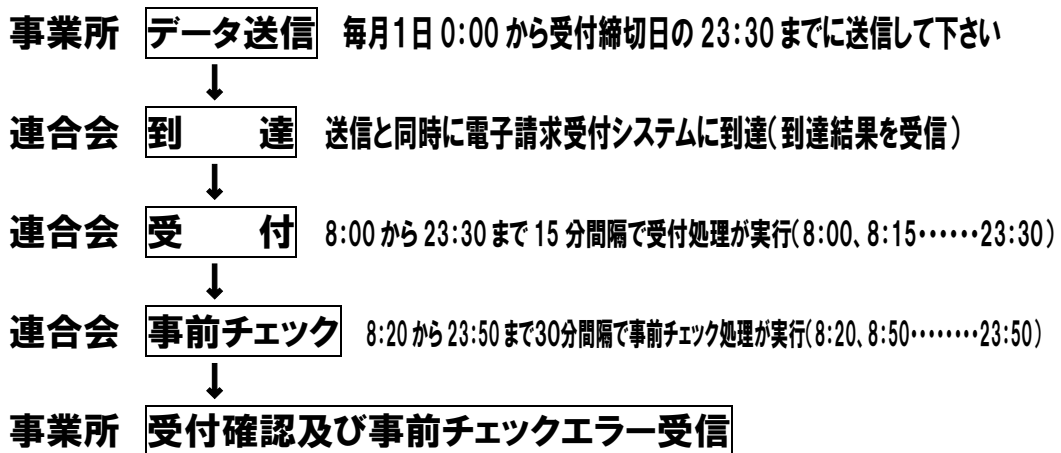 事業所 データ送信 毎月1日 0:00 から受付締切日の 23:30 までに送信して下さい
↓
連合会 到　　達 送信と同時に電子請求受付システムに到達(到達結果を受信)
↓
連合会 受　　付 8:00 から 23:30 まで 15 分間隔で受付処理が実行(8:00、8:15・・・・・・23:30)
↓
連合会 事前チェック 8:20 から 23:50 まで30分間隔で事前チェック処理が実行(8:20、8:50・・・・・・・・23:50)
↓
事業所 受付確認及び事前チェックエラー受信